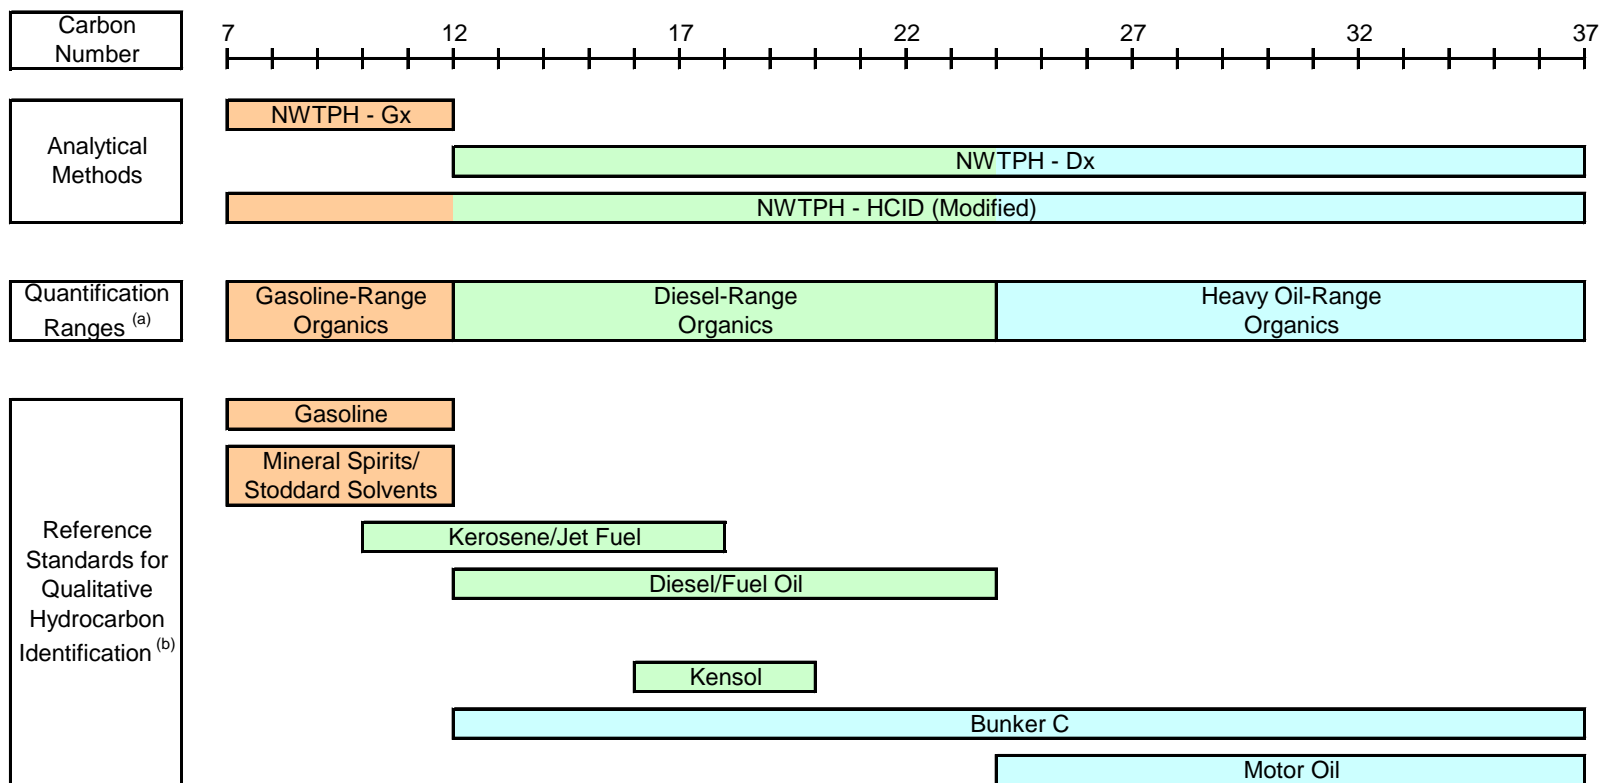 Carbon
Number
7 12 17 22 27 32 37
Analytical
Methods
NWTPH - Gx
NWTPH - Dx
NWTPH - HCID (Modified)
Quantification
Ranges (a)
Gasoline-Range
Organics
Diesel-Range
Organics
Heavy Oil-Range
Organics
Reference
Standards for
Qualitative
Hydrocarbon
Identification (b)
Gasoline
Mineral Spirits/
Stoddard Solvents
Kerosene/Jet Fuel
Diesel/Fuel Oil
Kensol
Bunker C
Motor Oil